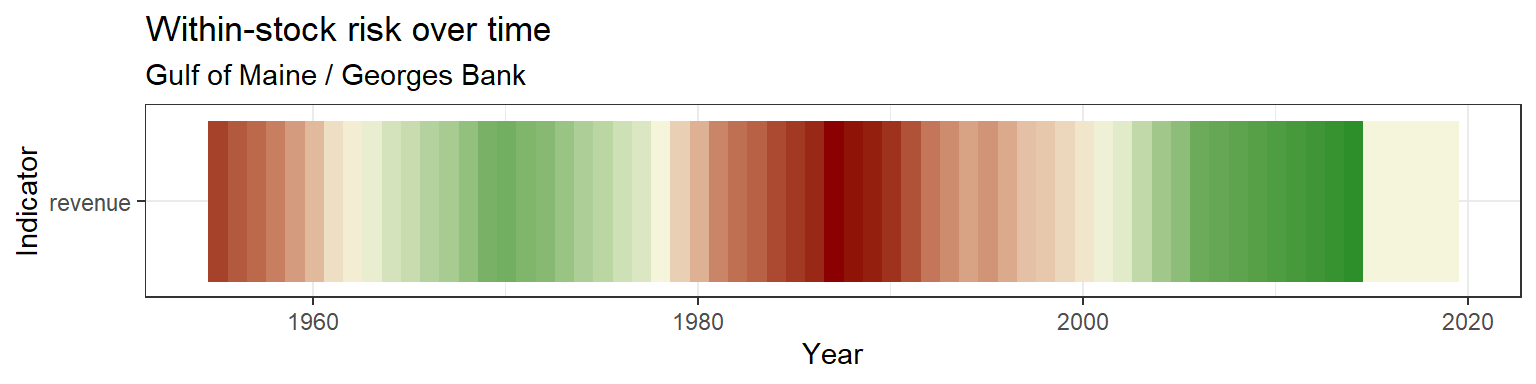 Within-stock risk over time
Gulf of Maine / Georges Bank
Indicator
revenue
1960 1980 2000 2020
Year